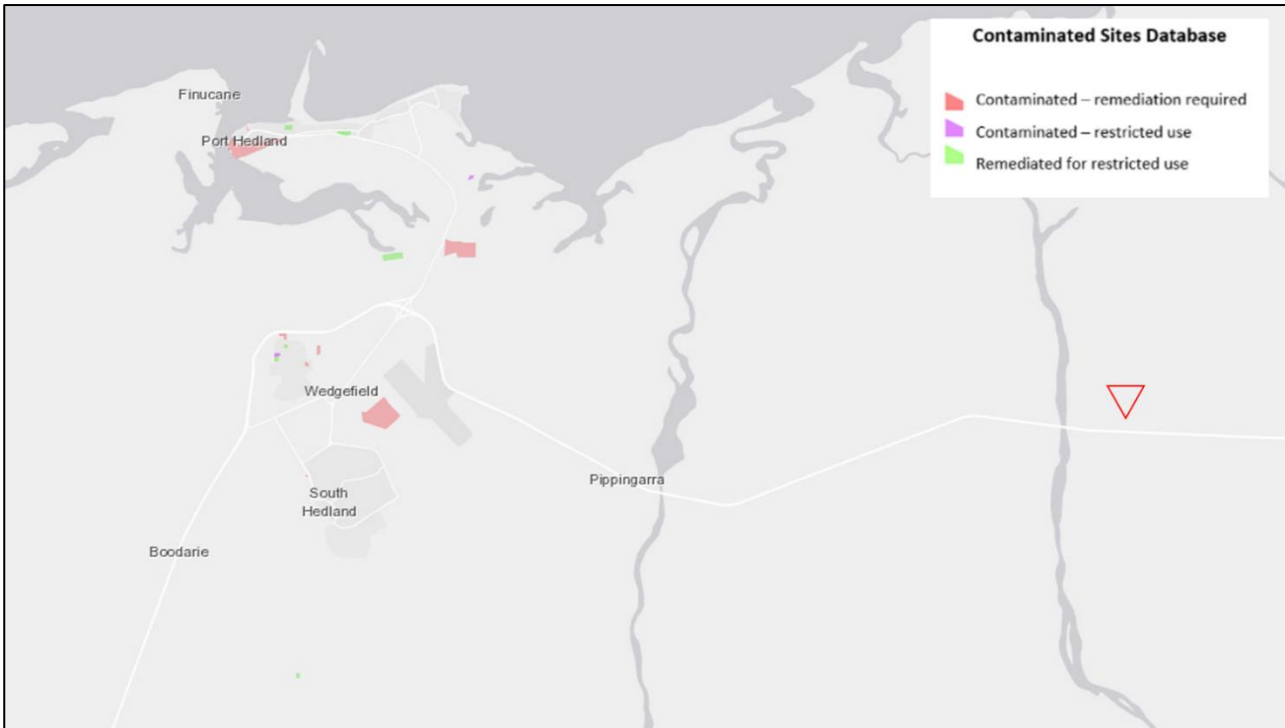 Contaminated Sites Database
Contaminated – remediation required
Contaminated – restricted use
Remediated for restricted use
Finucane
Port Hedland
Wedgefield
Pippingarra
South
Hedland
Boodarie